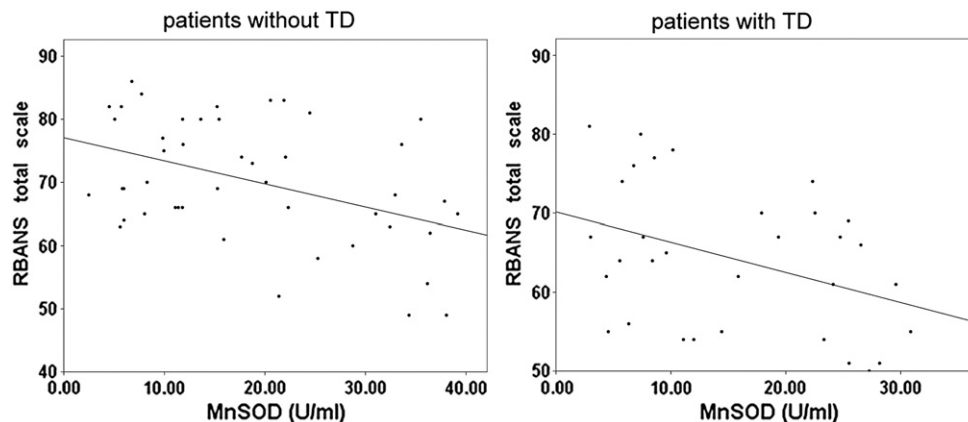 patients without TD
patients with TD
RBANS total scale
90
80
70
60
50
40
0.00 10.00 20.00 30.00 40.00
MnSOD (U/ml)
RBANS total scale
90
80
70
60
50
0.00 10.00 20.00 30.00
MnSOD (U/ml)